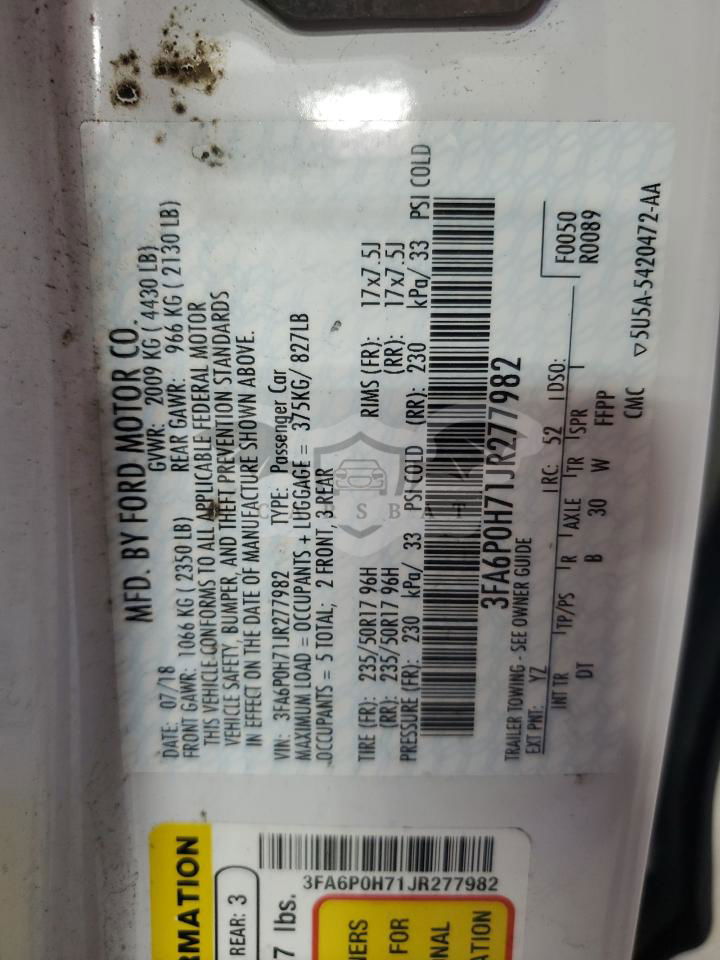 MFD. BY FORD MOTOR CO.
DATE: 07/18 GVWR: 2009 KG ( 4430 LB)
FRONT GAWR: 1066 KG ( 2350 LB) REAR GAWR: 966 KG ( 2130 LB)
THIS VEHICLE CONFORMS TO ALL APPLICABLE FEDERAL MOTOR
VEHICLE SAFETY, BUMPER, AND THEFT PREVENTION STANDARDS
IN EFFECT ON THE DATE OF MANUFACTURE SHOWN ABOVE.
VIN: 3FA6P0H71JR277982 TYPE: Passenger Car
MAXIMUM LOAD = OCCUPANTS + LUGGAGE = 375KG/ 827LB
OCCUPANTS = 5 TOTAL; 2 FRONT, 3 REAR
TIRE (FR): 235/50R17 96H RIMS (FR): 17x7.5J
(RR): 235/50R17 96H (RR): 17x7.5J
PRESSURE (FR): 230 kPa/ 33 PSI COLD (RR): 230 kPa/ 33 PSI COLD
3FA6P0H71JR277982
TRAILER TOWING - SEE OWNER GUIDE
F0050
EXT PNT: YZ RC: 52 DSO: R0089
INT TR TP/PS R AXLE TR SPR
DT B 30 W FFPP
CMC ▽5U5A-5420472-AA
RMATION
REAR: 3
7 lbs.
3FA6P0H71JR277982
NERS
FOR
NAL
ATION
CARSBAT